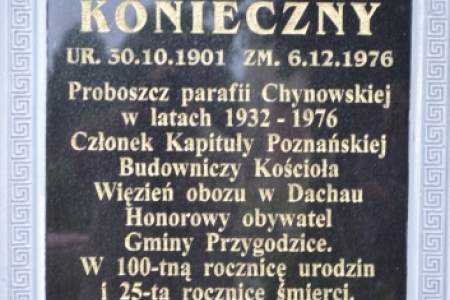 KONIECZNY
UR. 30.10.1901 ZM. 6.12.1976
Proboszcz parafii Chynowskiej
w latach 1932 - 1976
Członek Kapituły Poznańskiej
Budowniczy Kościoła
Więzień obozu w Dachau
Honorowy obywatel
Gminy Przygodzice.
W 100-tną rocznicę urodzin
i 25-tą rocznicę śmierci.